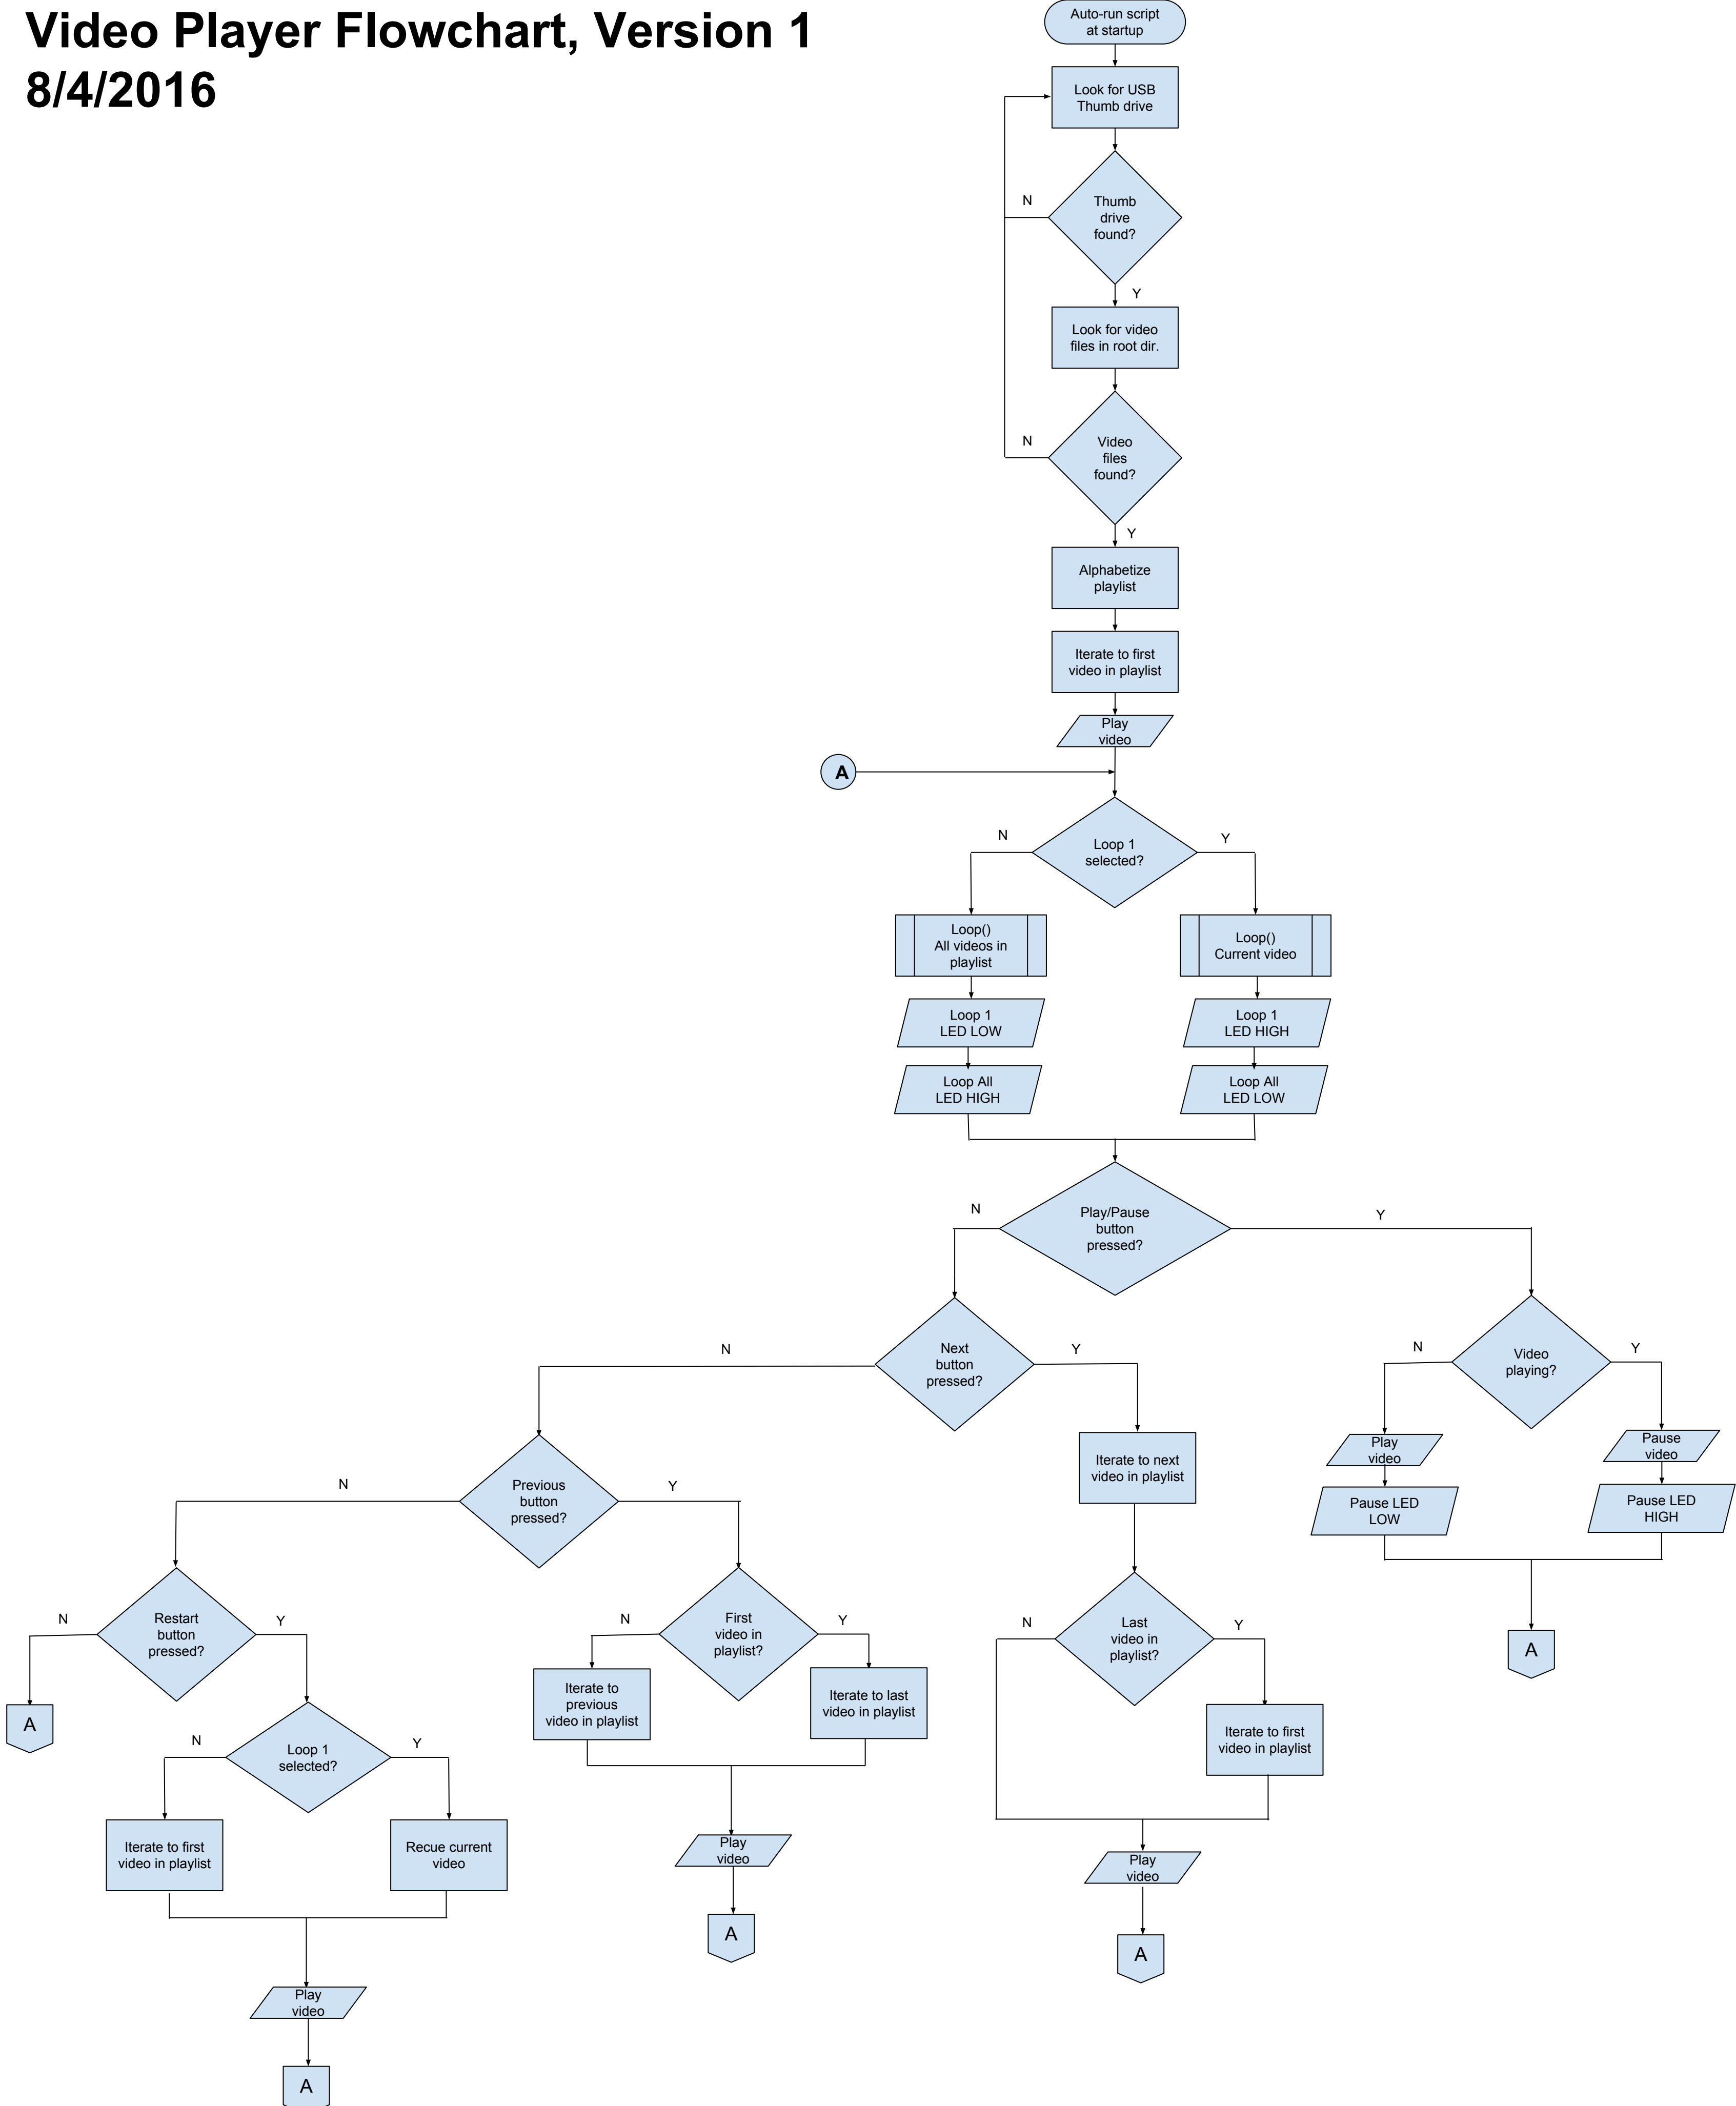 Video Player Flowchart, Version 1
8/4/2016
Auto-run script
at startup
Look for USB
Thumb drive
N
Thumb
drive
found?
Y
Look for video
files in root dir.
N
Video
files
found?
Y
Alphabetize
playlist
Iterate to first
video in playlist
Play
video
A
N
Loop 1
selected?
Y
Loop()
All videos in
playlist
Loop()
Current video
Loop 1
LED LOW
Loop 1
LED HIGH
Loop All
LED HIGH
Loop All
LED LOW
N
Play/Pause
button
pressed?
Y
N
Next
button
pressed?
Y
N
Video
playing?
Y
Play
video
Pause
video
Pause LED
LOW
Pause LED
HIGH
A
Iterate to next
video in playlist
N
Last
video in
playlist?
Y
Iterate to first
video in playlist
Play
video
A
N
Previous
button
pressed?
Y
N
First
video in
playlist?
Y
Iterate to
previous
video in playlist
Iterate to last
video in playlist
Play
video
A
N
Restart
button
pressed?
Y
A
N
Loop 1
selected?
Y
Iterate to first
video in playlist
Recue current
video
Play
video
A